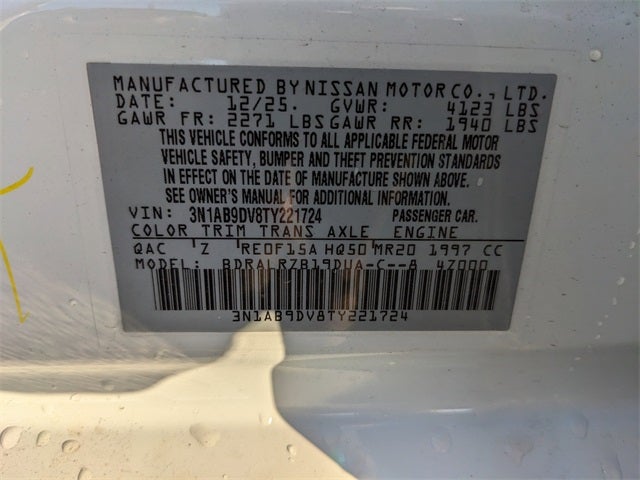 MANUFACTURED BY NISSAN MOTOR CO., LTD.
DATE: 12/25. GVWR: 4123 LBS
GAWR FR: 2271 LBS GAWR RR: 1940 LBS
THIS VEHICLE CONFORMS TO ALL APPLICABLE FEDERAL MOTOR
VEHICLE SAFETY, BUMPER AND THEFT PREVENTION STANDARDS
IN EFFECT ON THE DATE OF MANUFACTURE SHOWN ABOVE.
SEE OWNER'S MANUAL FOR ADDITIONAL INFORMATION.
VIN: 3N1AB9DV8TY221724 PASSENGER CAR.
COLOR TRIM TRANS AXLE ENGINE
QAC Z RE0F15A HQ50 MR20 1997 CC
MODEL: BDRALRZB19DUA-C--8 4Z000
3N1AB9DV8TY221724